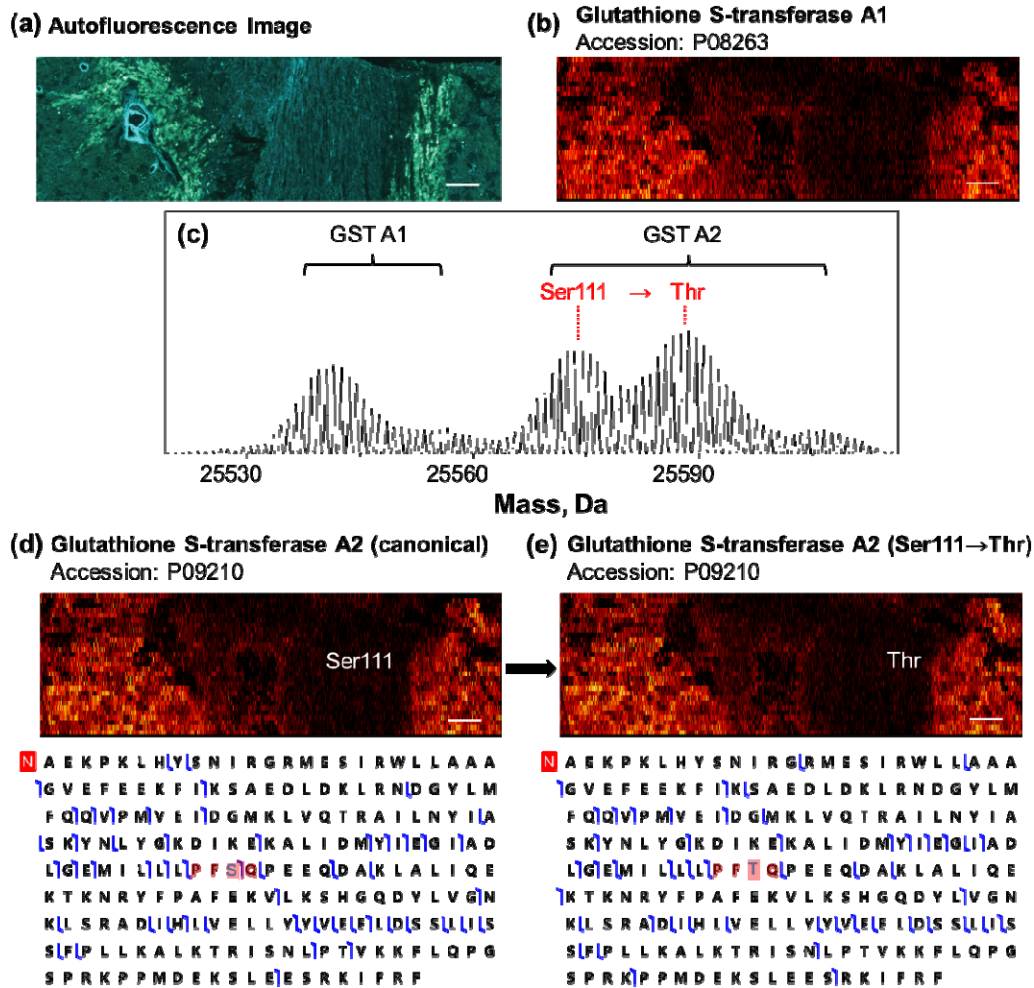 (a) Autofluorescence Image
(b) Glutathione S-transferase A1
Accession: P08263
(c)
GST A1
GST A2
Ser111 → Thr
25530
25560
25590
Mass, Da
(d) Glutathione S-transferase A2 (canonical)
Accession: P09210
Ser111
N A E K P K L H Y S N I R G R M E S I R W L L A A A
G V E F E E K F I K S A E D L D K L R N D G Y L M
F Q Q V P M V E I D G M K L V Q T R A I L N Y I A
S K Y N L Y G K D I K E K A L I D M Y I E G I A D
L G E M I L L L P F S Q P E E Q D A K L A L I Q E
K T K N R Y F P A F E K V L K S H G Q D Y L V G N
K L S R A D I H L V E L L Y Y V E E L D S S L I S
S F P L L K A L K T R I S N L P T V K K F L Q P G
S P R K P P M D E K S L E E S R K I F R F
(e) Glutathione S-transferase A2 (Ser111→Thr)
Accession: P09210
Thr
N A E K P K L H Y S N I R G R M E S I R W L L A A A
G V E F E E K F I K S A E D L D K L R N D G Y L M
F Q Q V P M V E I D G M K L V Q T R A I L N Y I A
S K Y N L Y G K D I K E K A L I D M Y I E G I A D
L G E M I L L L P F T Q P E E Q D A K L A L I Q E
K T K N R Y F P A F E K V L K S H G Q D Y L V G N
K L S R A D I H L V E L L Y Y V E E L D S S L I S
S F P L L K A L K T R I S N L P T V K K F L Q P G
S P R K P P M D E K S L E E S R K I F R F